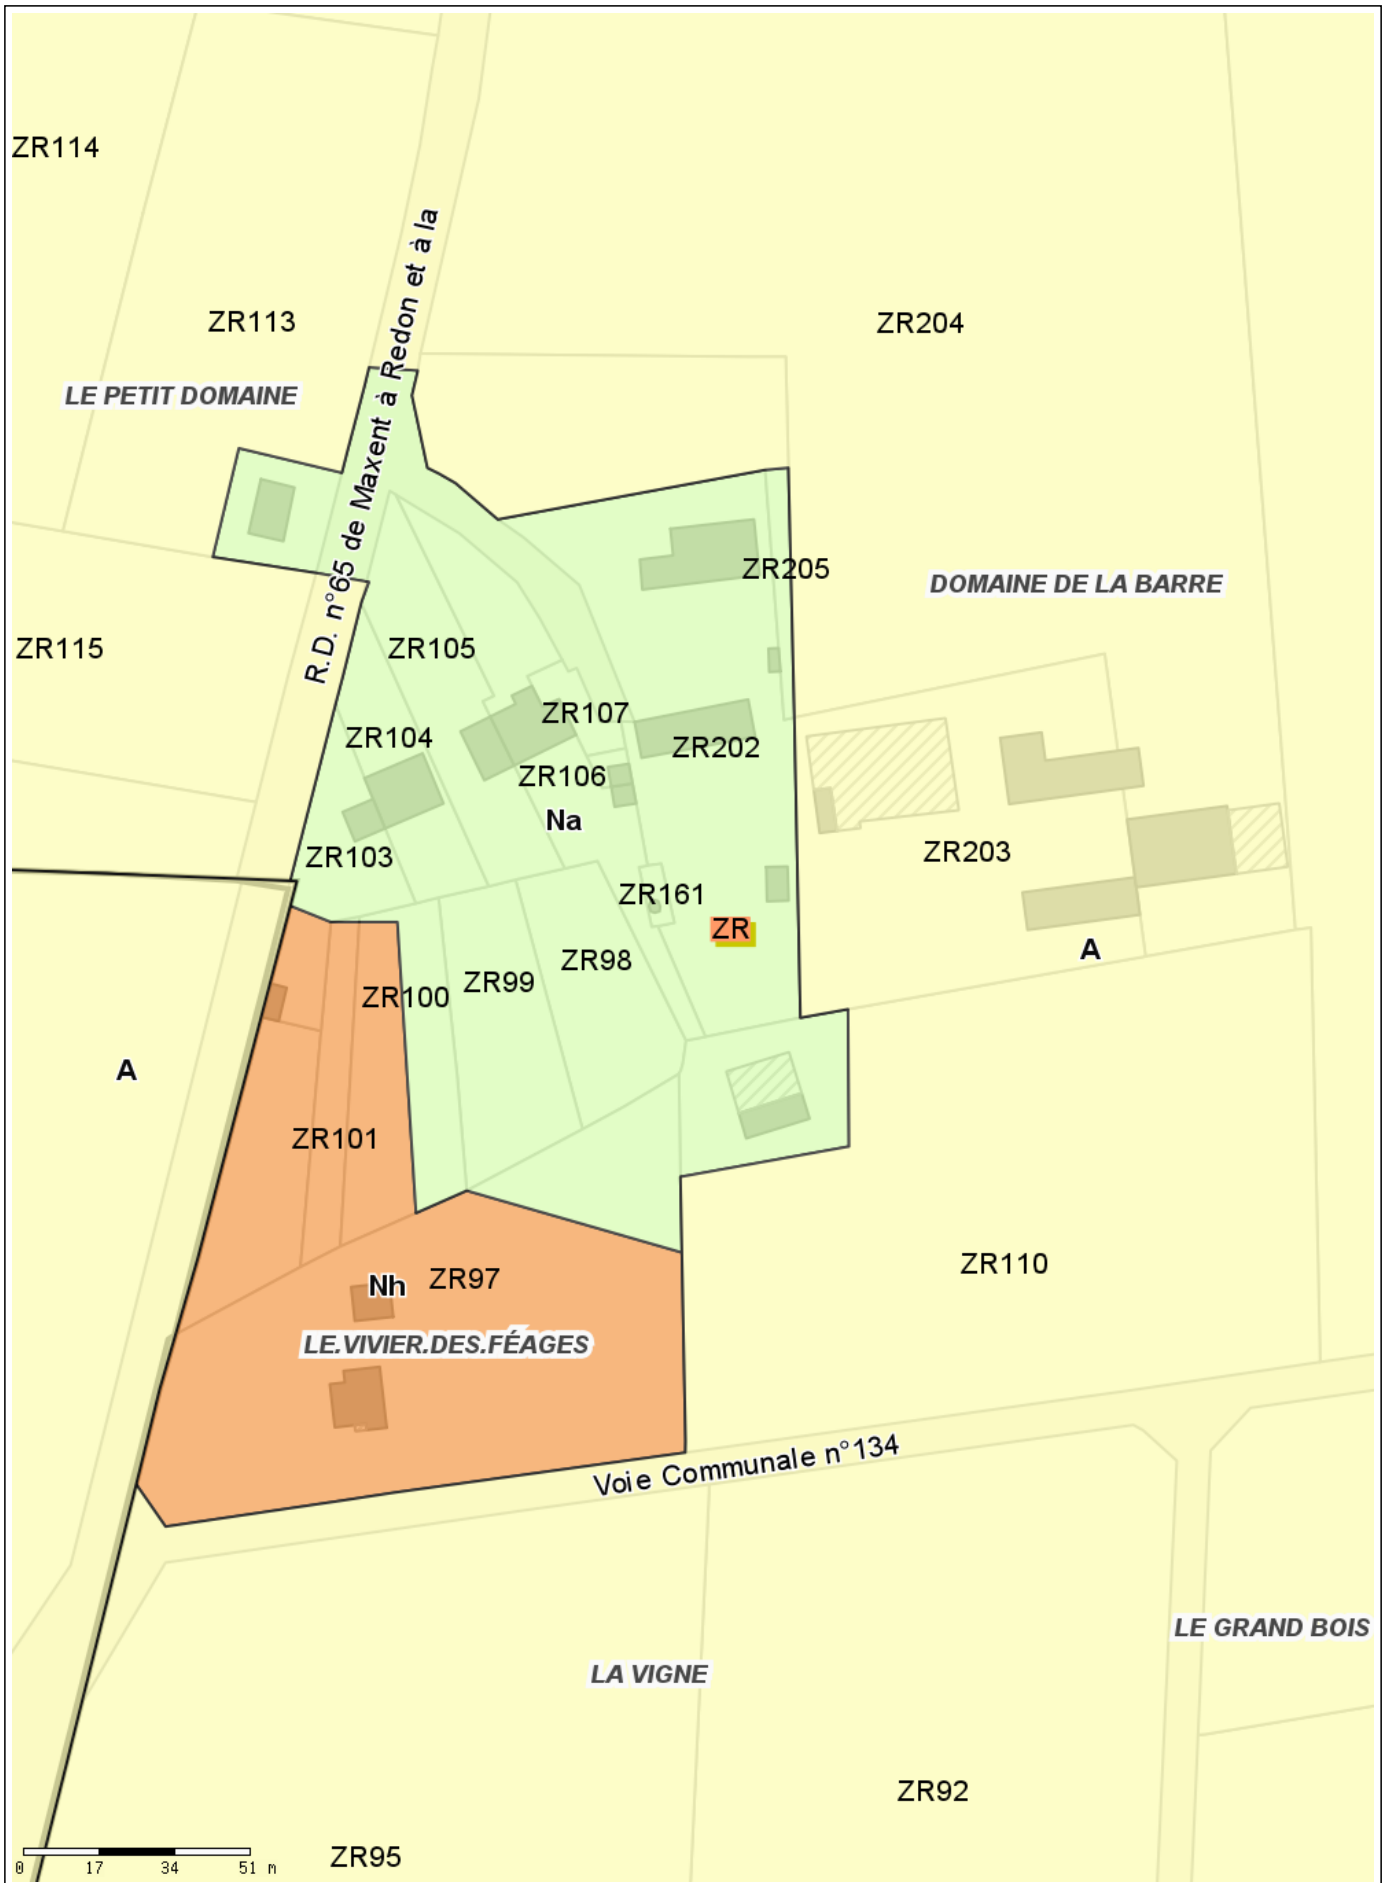 ZR114
R.D. n°65 de Maxent à Redon et à la
ZR113
ZR204
LE PETIT DOMAINE
ZR205
DOMAINE DE LA BARRE
ZR115
ZR105
ZR107
ZR104
ZR202
ZR106
Na
ZR103
ZR203
ZR161
ZR
A
ZR98
ZR99
ZR100
A
ZR101
ZR110
Nh
ZR97
LE.VIVIER.DES.FÉAGES
Voie Communale n°134
LE GRAND BOIS
LA VIGNE
ZR92
ZR95
0 17 34 51 m